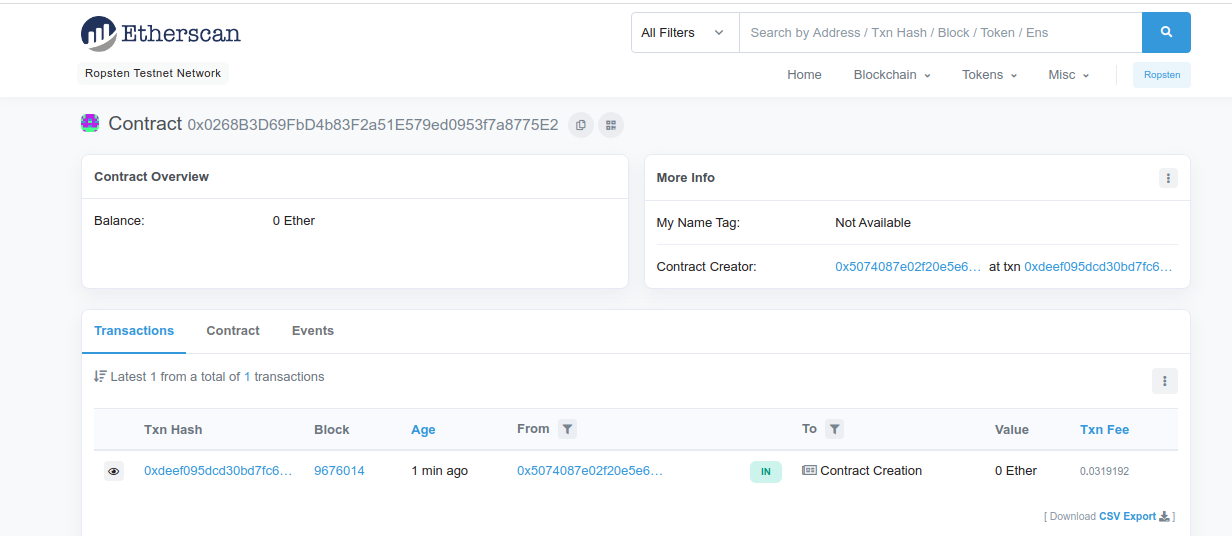 Etherscan
All Filters
Search by Address / Txn Hash / Block / Token / Ens
Ropsten Testnet Network
Home Blockchain Tokens Misc Ropsten
Contract 0x0268B3D69FbD4b83F2a51E579ed0953f7a8775E2
Contract Overview
Balance: 0 Ether
More Info
My Name Tag: Not Available
Contract Creator: 0x5074087e02f20e5e6... at txn 0xdeef095dcd30bd7fc6...
Transactions Contract Events
Latest 1 from a total of 1 transactions
Txn Hash Block Age From To Value Txn Fee
0xdeef095dcd30bd7fc6... 9676014 1 min ago 0x5074087e02f20e5e6... IN Contract Creation 0 Ether 0.0319192
[ Download CSV Export ]